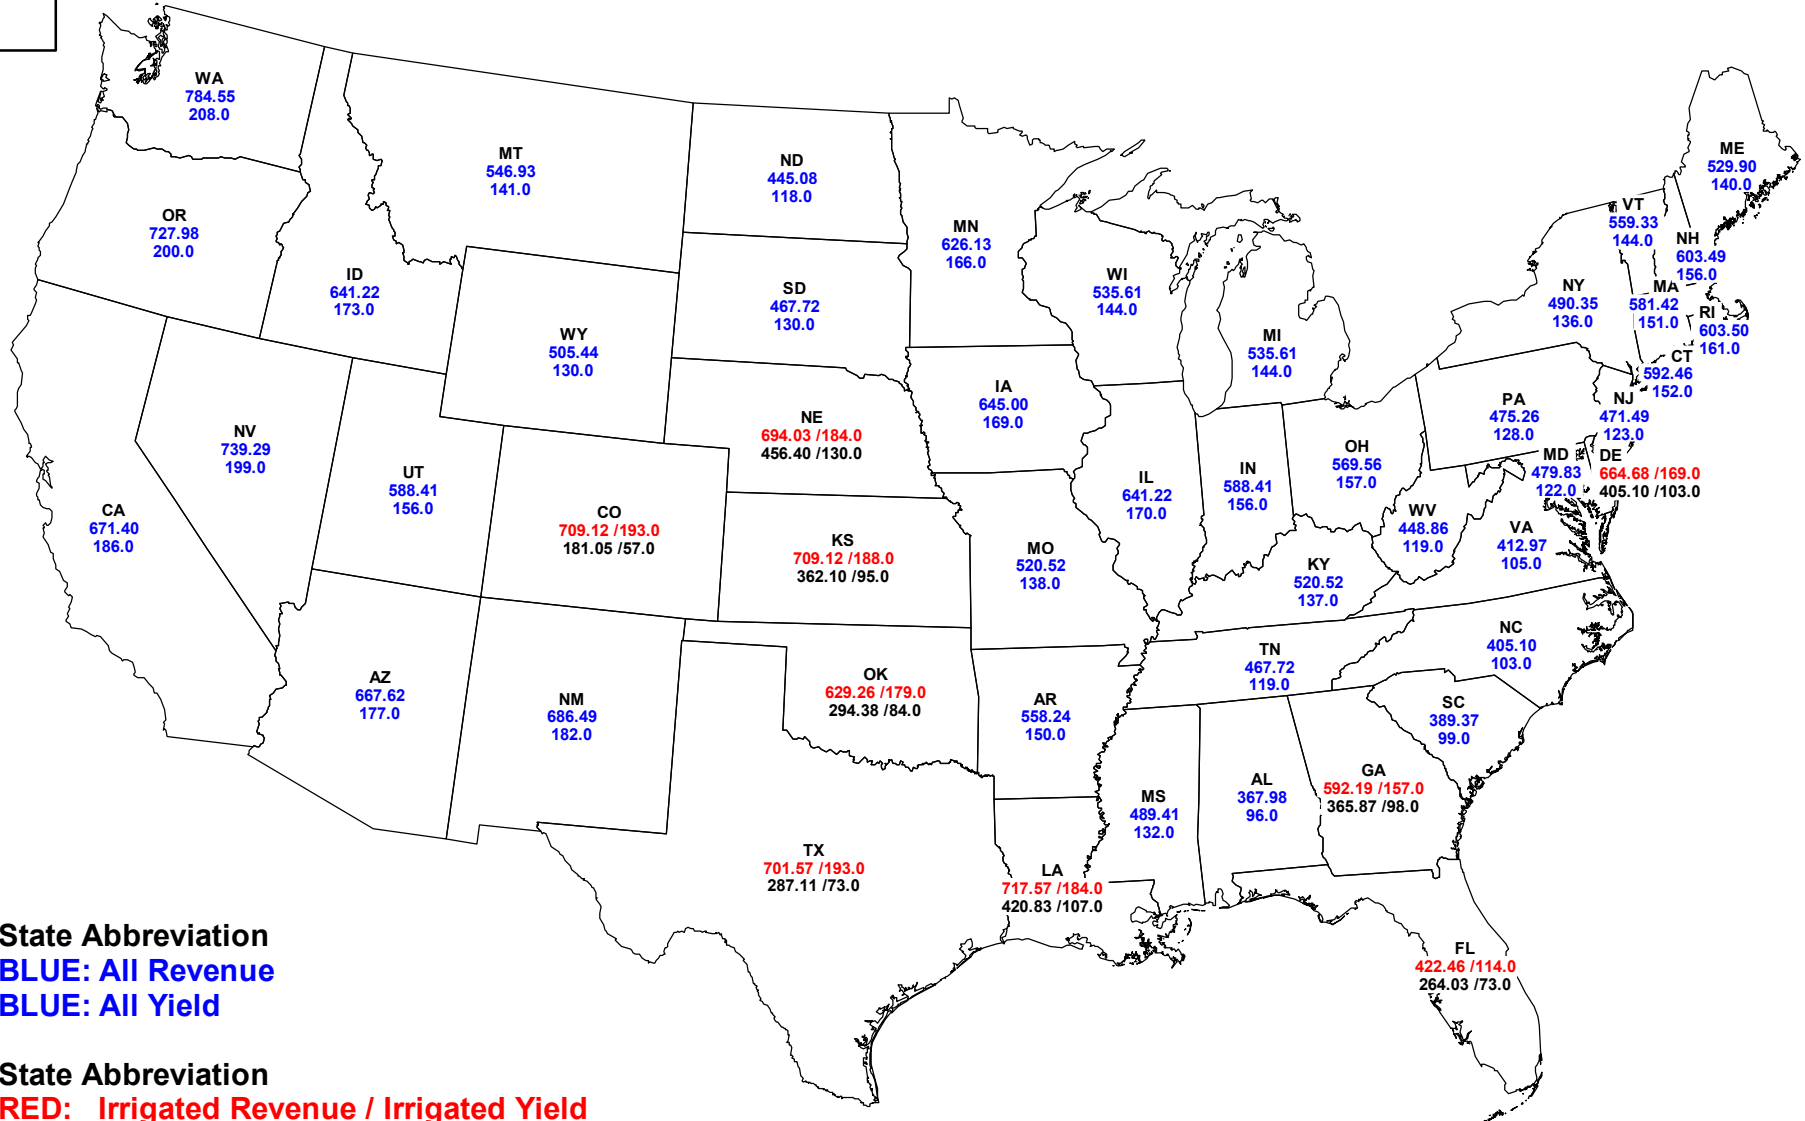 WA
784.55
208.0
OR
727.98
200.0
CA
671.40
186.0
NV
739.29
199.0
ID
641.22
173.0
MT
546.93
141.0
WY
505.44
130.0
UT
588.41
156.0
CO
709.12 /193.0
181.05 /57.0
AZ
667.62
177.0
NM
686.49
182.0
ND
445.08
118.0
SD
467.72
130.0
NE
694.03 /184.0
456.40 /130.0
KS
709.12 /188.0
362.10 /95.0
OK
629.26 /179.0
294.38 /84.0
TX
701.57 /193.0
287.11 /73.0
MN
626.13
166.0
IA
645.00
169.0
MO
520.52
138.0
AR
558.24
150.0
LA
717.57 /184.0
420.83 /107.0
WI
535.61
144.0
IL
641.22
170.0
MI
535.61
144.0
IN
588.41
156.0
OH
569.56
157.0
KY
520.52
137.0
TN
467.72
119.0
MS
489.41
132.0
AL
367.98
96.0
GA
592.19 /157.0
365.87 /98.0
FL
422.46 /114.0
264.03 /73.0
SC
389.37
99.0
NC
405.10
103.0
VA
412.97
105.0
WV
448.86
119.0
MD
479.83
122.0
DE
664.68 /169.0
405.10 /103.0
PA
475.26
128.0
NJ
471.49
123.0
NY
490.35
136.0
CT
592.46
152.0
RI
603.50
161.0
MA
581.42
151.0
VT
559.33
144.0
NH
603.49
156.0
ME
529.90
140.0
State Abbreviation
BLUE: All Revenue
BLUE: All Yield
State Abbreviation
RED: Irrigated Revenue / Irrigated Yield